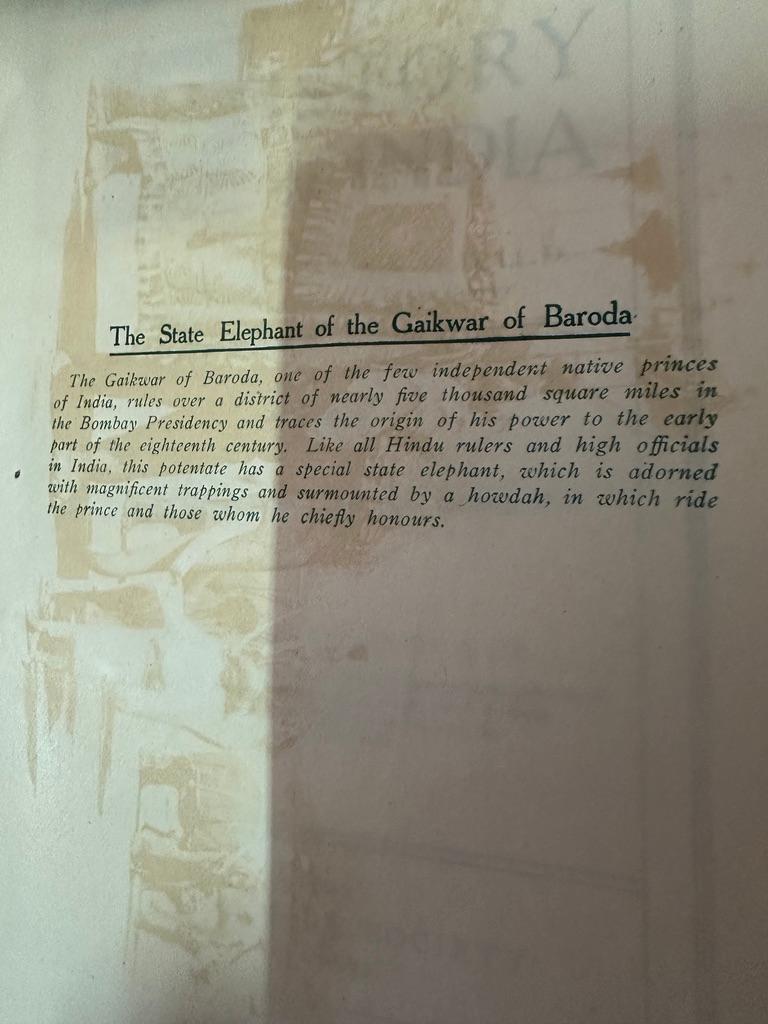 ORY
INDIA
The State Elephant of the Gaikwar of Baroda
The Gaikwar of Baroda, one of the few independent native princes
of India, rules over a district of nearly five thousand square miles in
the Bombay Presidency and traces the origin of his power to the early
part of the eighteenth century. Like all Hindu rulers and high officials
in India, this potentate has a special state elephant, which is adorned
with magnificent trappings and surmounted by a howdah, in which ride
the prince and those whom he chiefly honours.